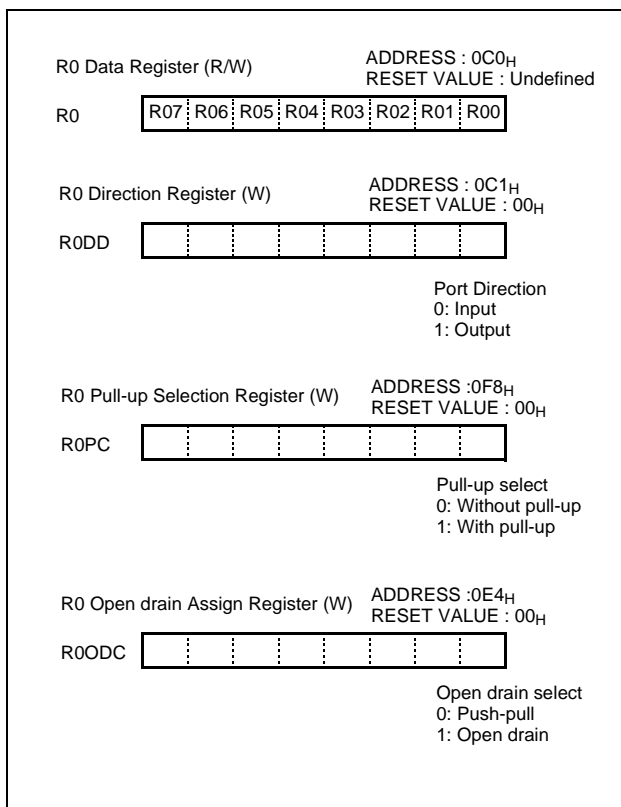 R0 Data Register (R/W)
ADDRESS : 0C0H
RESET VALUE : Undefined
R0
R07 R06 R05 R04 R03 R02 R01 R00
R0 Direction Register (W)
ADDRESS : 0C1H
RESET VALUE : 00H
R0DD
Port Direction
0: Input
1: Output
R0 Pull-up Selection Register (W)
ADDRESS :0F8H
RESET VALUE : 00H
R0PC
Pull-up select
0: Without pull-up
1: With pull-up
R0 Open drain Assign Register (W)
ADDRESS :0E4H
RESET VALUE : 00H
R0ODC
Open drain select
0: Push-pull
1: Open drain